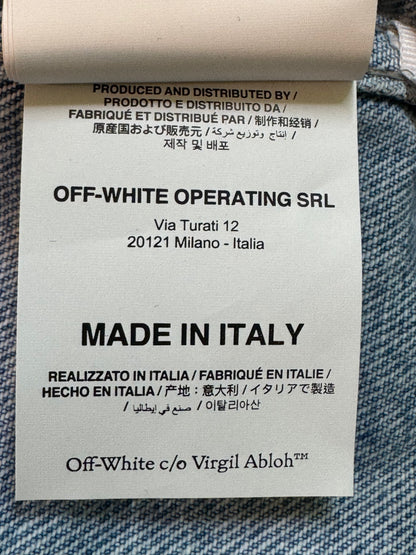 PRODUCED AND DISTRIBUTED BY /
PRODOTTO E DISTRIBUITO DA /
FABRIQUÉ ET DISTRIBUÉ PAR / 制作和经销 /
原産国および販売元 / إنتاج وتوزيع شركة /
제작 및 배포
OFF-WHITE OPERATING SRL
Via Turati 12
20121 Milano - Italia
MADE IN ITALY
REALIZZATO IN ITALIA / FABRIQUÉ EN ITALIE /
HECHO EN ITALIA / 产地：意大利 / イタリアで製造
/ صنع في إيطاليا / 이탈리아산
Off-White c/o Virgil Abloh™